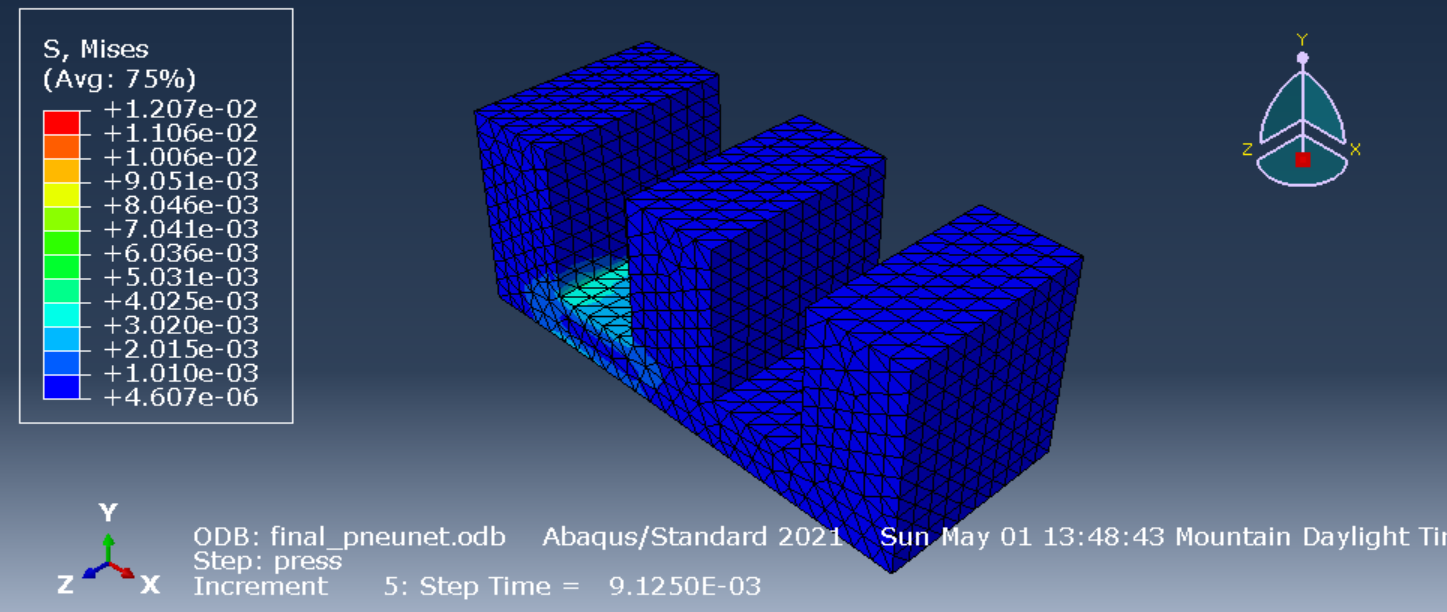 S, Mises
(Avg: 75%)
+1.207e-02
+1.106e-02
+1.006e-02
+9.051e-03
+8.046e-03
+7.041e-03
+6.036e-03
+5.031e-03
+4.025e-03
+3.020e-03
+2.015e-03
+1.010e-03
+4.607e-06
Y
Z X
Y
Z X
ODB: final_pneunet.odb Abaqus/Standard 2021 Sun May 01 13:48:43 Mountain Daylight
Step: press
Increment 5: Step Time = 9.1250E-03